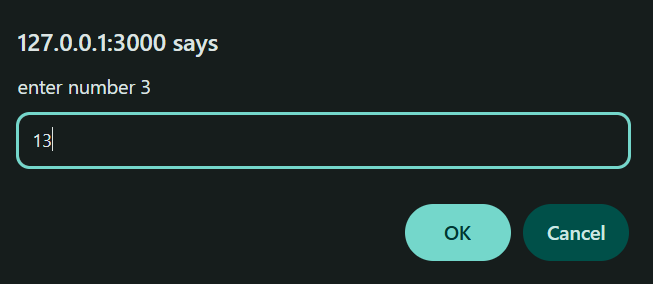 127.0.0.1:3000 says
enter number 3
13
OK
Cancel